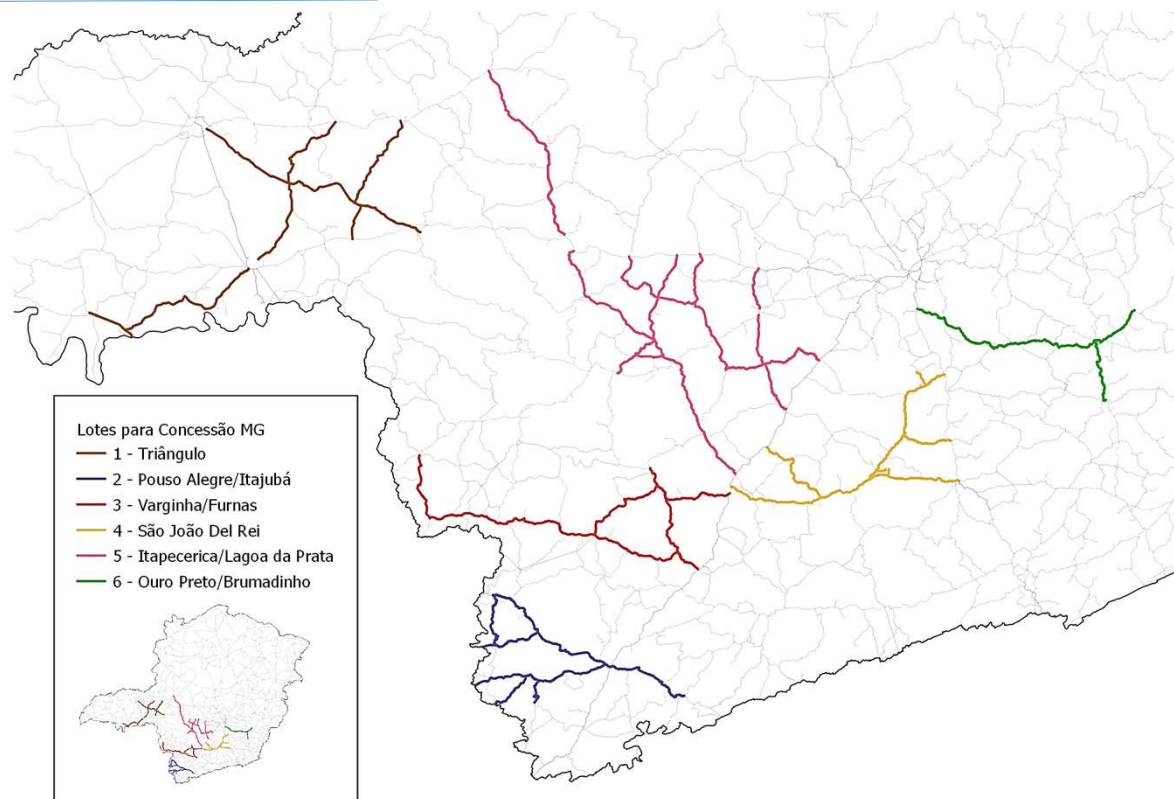 Lotes para Concessão MG
1 - Triângulo
2 - Pouso Alegre/Itajubá
3 - Varginha/Furnas
4 - São João Del Rei
5 - Itapecerica/Lagoa da Prata
6 - Ouro Preto/Brumadinho